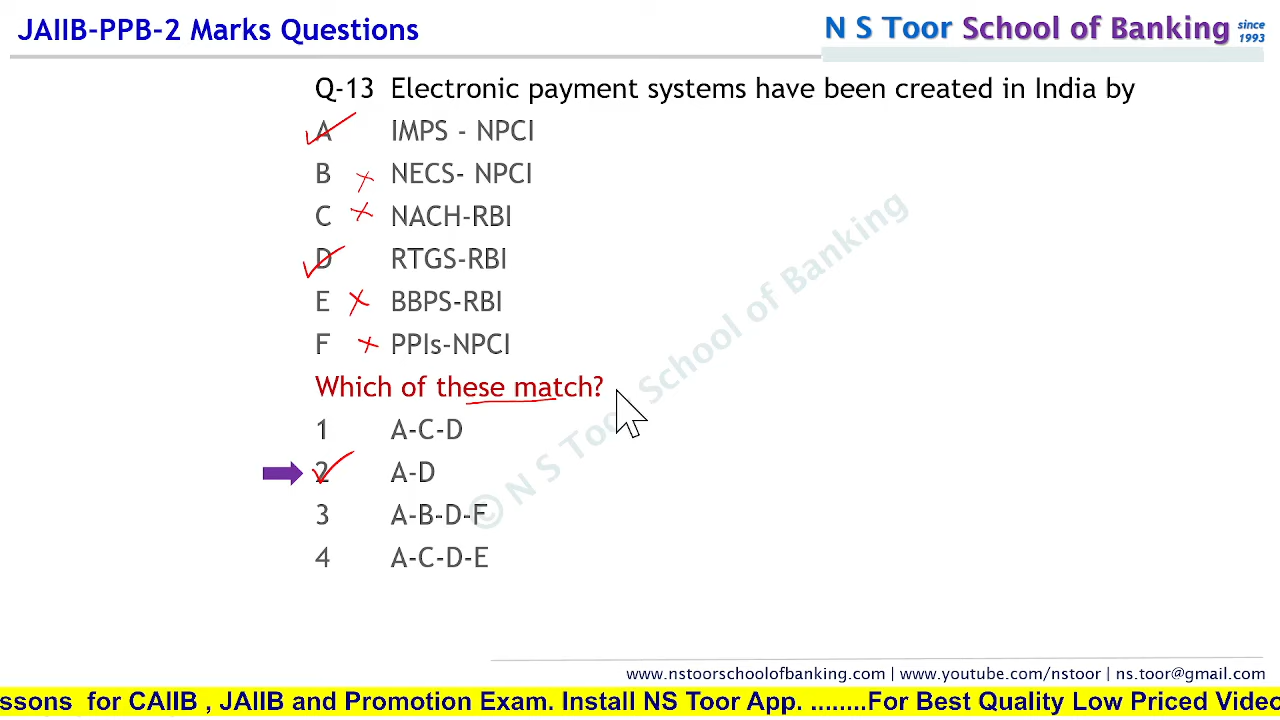 JAIIB-PPB-2 Marks Questions
N S Toor School of Banking since 1993
Q-13 Electronic payment systems have been created in India by
A IMPS - NPCI
B NECS- NPCI
C NACH-RBI
D RTGS-RBI
E BBPS-RBI
F PPIs-NPCI
Which of these match?
1 A-C-D
2 A-D
3 A-B-D-F
4 A-C-D-E
© N S Toor School of Banking
www.nstoorschoolofbanking.com | www.youtube.com/nstoor | ns.toor@gmail.com
ssons for CAIIB , JAIIB and Promotion Exam. Install NS Toor App. ........For Best Quality Low Priced Video